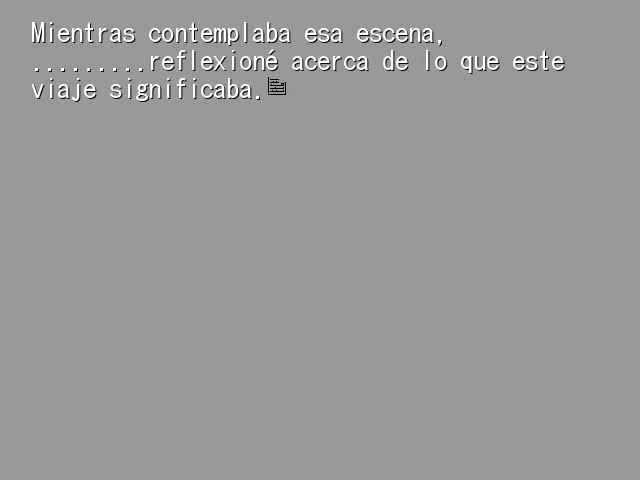 Mientras contemplaba esa escena,
.........reflexioné acerca de lo que este
viaje significaba.